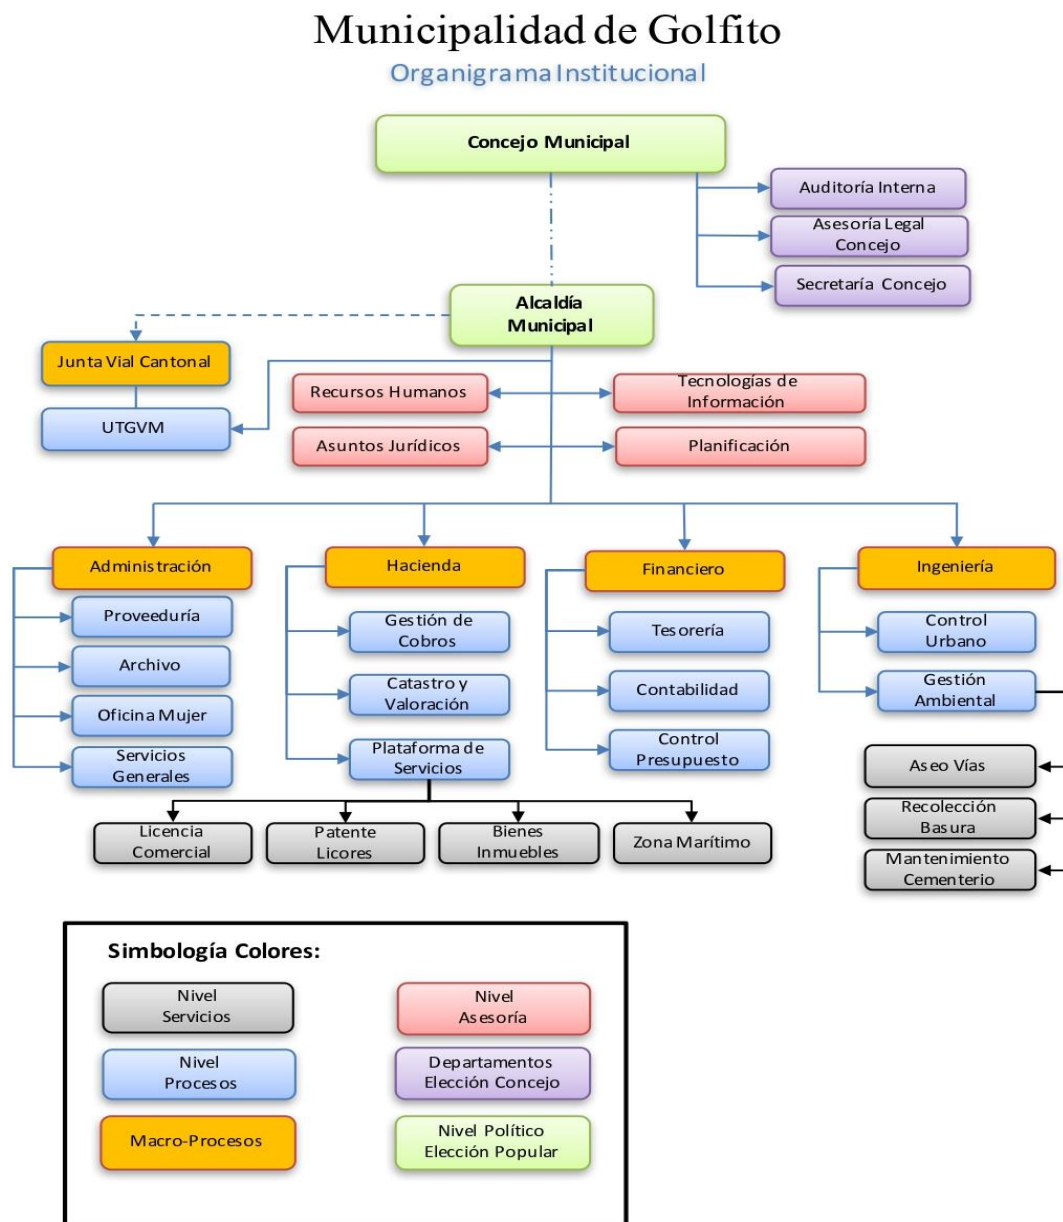 Municipalidad de Golfito
Organigrama Institucional
Concejo Municipal
Auditoría Interna
Asesoría Legal
Concejo
Secretaría Concejo
Alcaldía
Municipal
Junta Vial Cantonal
UTGVM
Recursos Humanos
Tecnologías de
Información
Asuntos Jurídicos
Planificación
Administración
Hacienda
Financiero
Ingeniería
Proveeduría
Archivo
Oficina Mujer
Servicios
Generales
Gestión de
Cobros
Catastro y
Valoración
Plataforma de
Servicios
Tesorería
Contabilidad
Control
Presupuesto
Control
Urbano
Gestión
Ambiental
Licencia
Comercial
Patente
Licores
Bienes
Inmuebles
Zona Marítimo
Aseo Vías
Recolección
Basura
Mantenimiento
Cementerio
Simbología Colores:
Nivel
Servicios
Nivel
Asesoría
Nivel
Procesos
Departamentos
Elección Concejo
Macro-Procesos
Nivel Político
Elección Popular